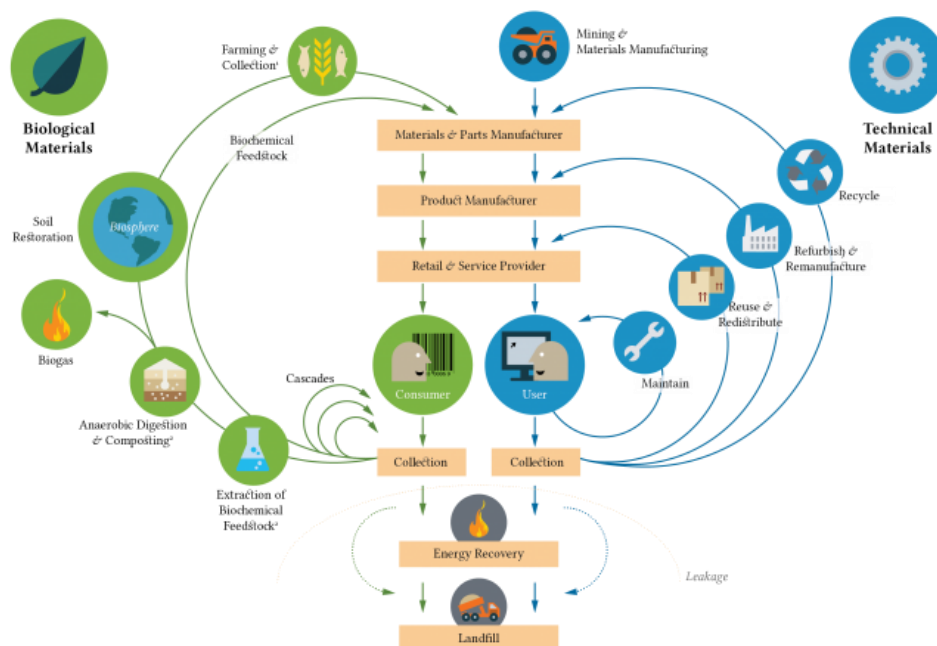 Biological
Materials
Farming &
Collection¹
Mining &
Materials Manufacturing
Technical
Materials
Biochemical
Feedstock
Materials & Parts Manufacturer
Recycle
Soil
Restoration
Biosphere
Product Manufacturer
Refurbish &
Remanufacture
Retail & Service Provider
Reuse &
Redistribute
Biogas
Cascades
Consumer
User
Maintain
Anaerobic Digestion
& Composting²
Collection
Collection
Extraction of
Biochemical
Feedstock²
Energy Recovery
Leakage
Landfill